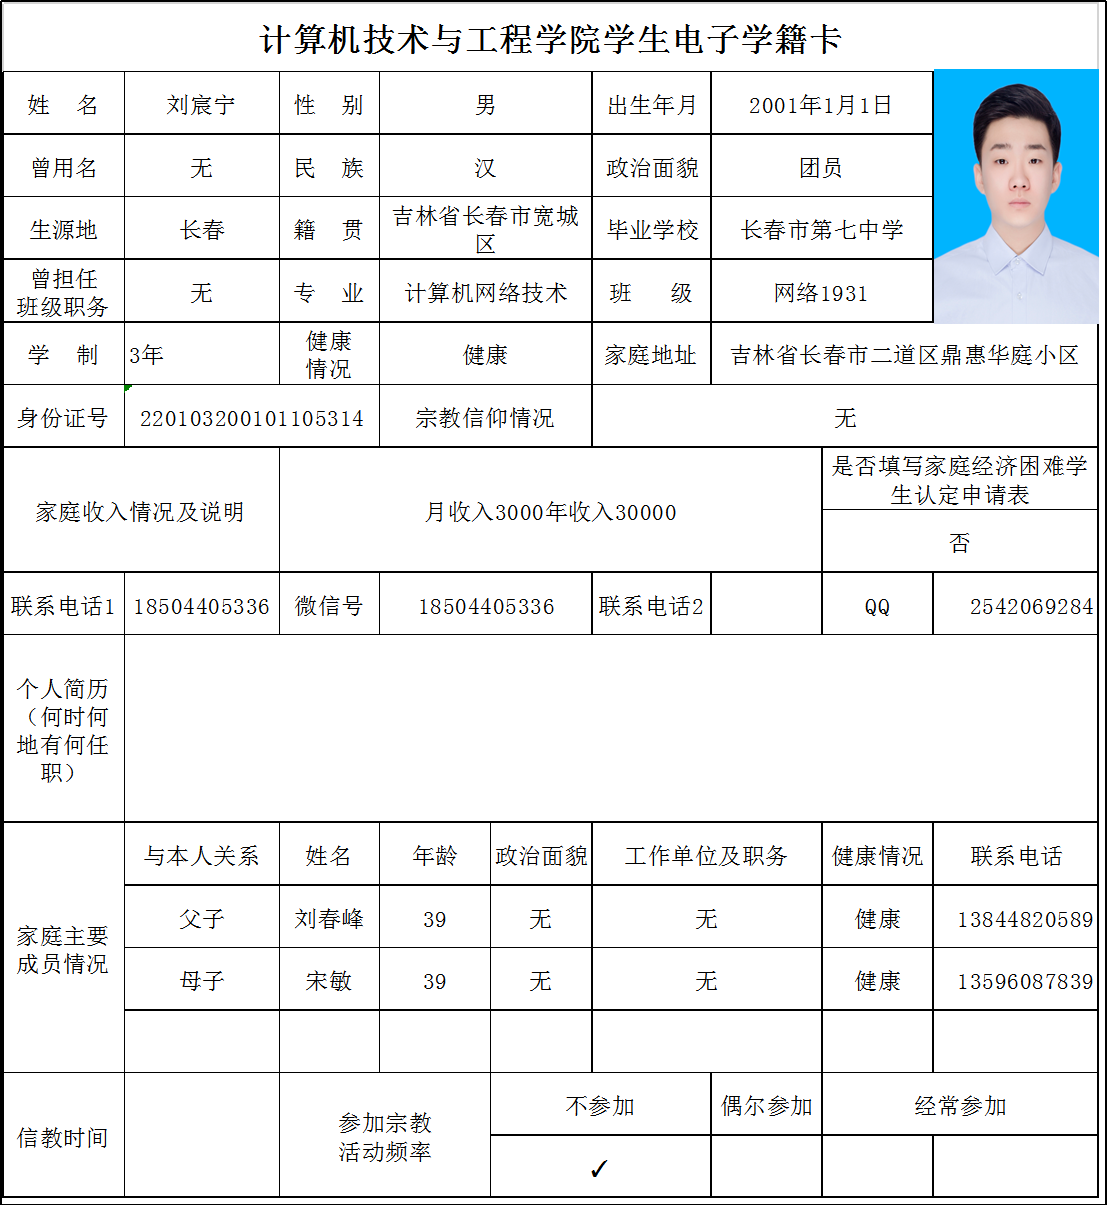 计算机技术与工程学院学生电子学籍卡
姓 名 刘宸宁 性 别 男 出生年月 2001年1月1日
曾用名 无 民 族 汉 政治面貌 团员
生源地 长春 籍 贯 吉林省长春市宽城
区 毕业学校 长春市第七中学
曾担任
班级职务 无 专 业 计算机网络技术 班 级 网络1931
学 制 3年 健康
情况 健康 家庭地址 吉林省长春市二道区鼎惠华庭小区
身份证号 220103200101105314 宗教信仰情况 无
家庭收入情况及说明 月收入3000年收入30000 是否填写家庭经济困难学
生认定申请表
否
联系电话1 18504405336 微信号 18504405336 联系电话2 QQ 2542069284
个人简历
（何时何
地有何任
职）
家庭主要
成员情况
与本人关系 姓名 年龄 政治面貌 工作单位及职务 健康情况 联系电话
父子 刘春峰 39 无 无 健康 13844820589
母子 宋敏 39 无 无 健康 13596087839
信教时间 参加宗教
活动频率 不参加 偶尔参加 经常参加
✓